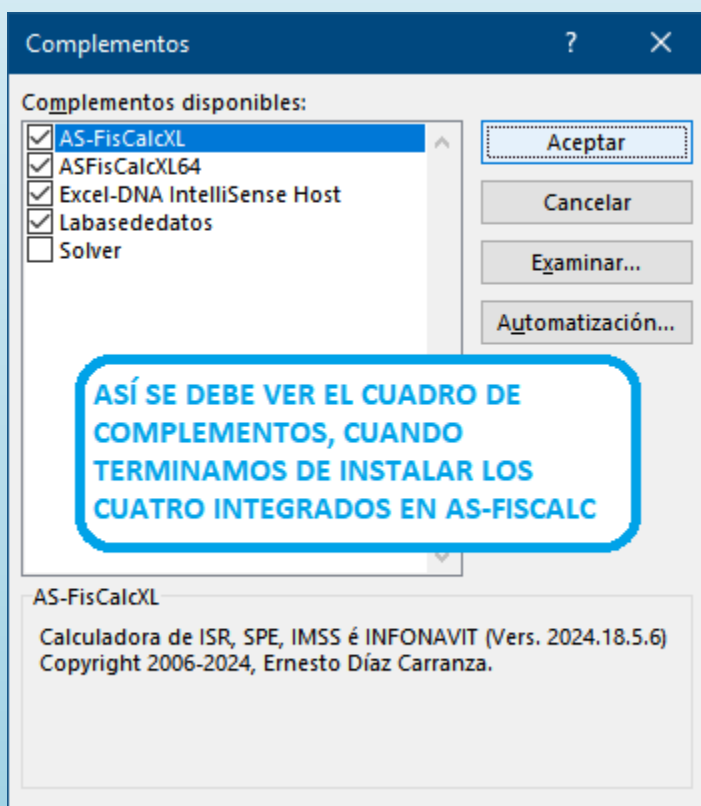 Complementos
?
×
Complementos disponibles:
AS-FisCalcXL
ASFisCalcXL64
Excel-DNA IntelliSense Host
Labasededatos
Solver
Aceptar
Cancelar
Examinar...
Automatización...
ASÍ SE DEBE VER EL CUADRO DE
COMPLEMENTOS, CUANDO
TERMINAMOS DE INSTALAR LOS
CUATRO INTEGRADOS EN AS-FISCALC
AS-FisCalcXL
Calculadora de ISR, SPE, IMSS é INFONAVIT (Vers. 2024.18.5.6)
Copyright 2006-2024, Ernesto Díaz Carranza.